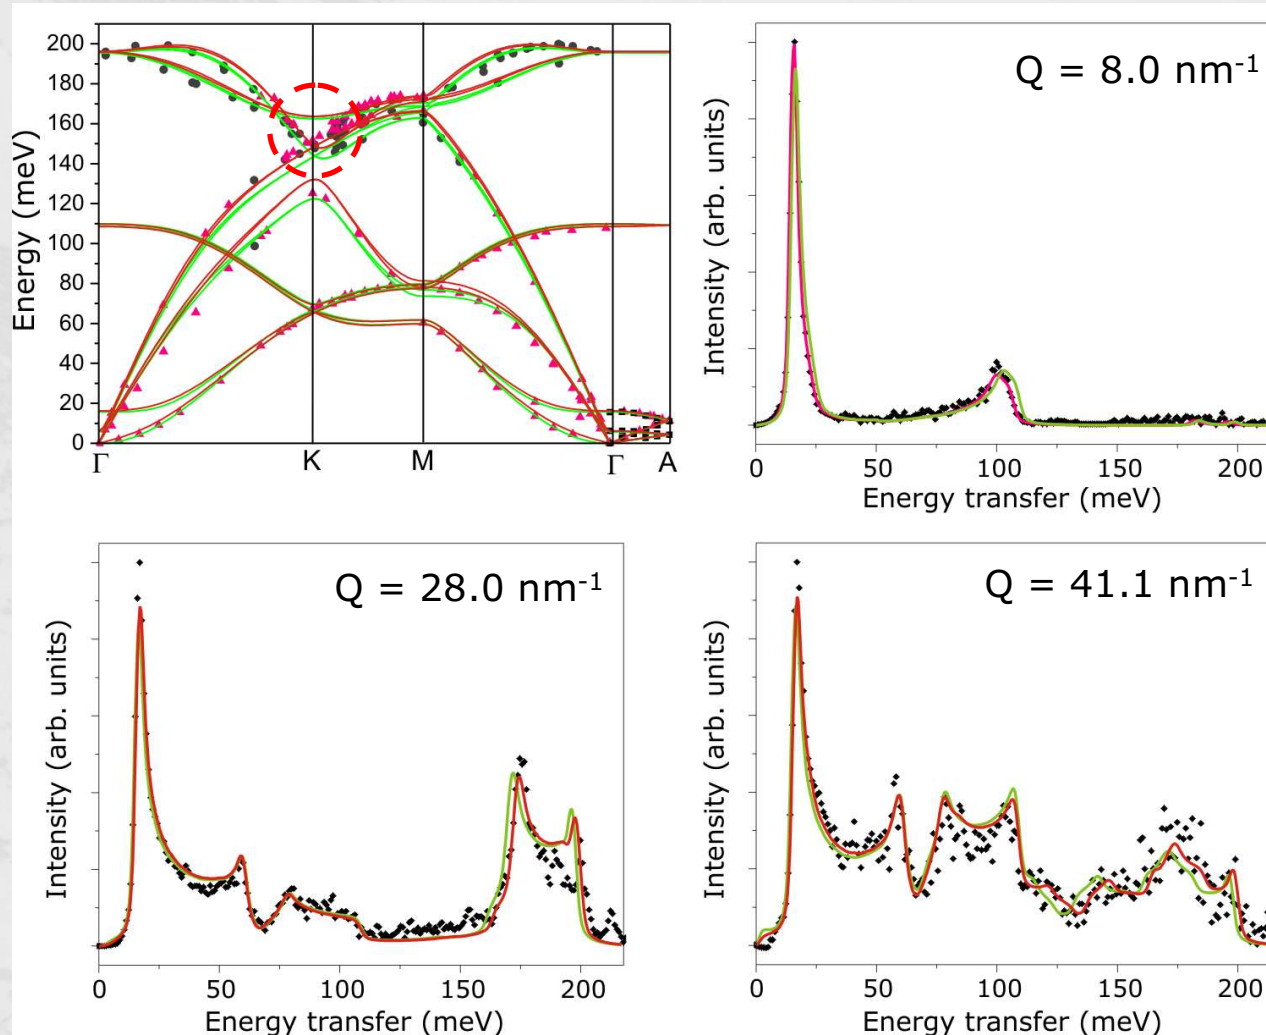 200
180
160
140
120
100
80
60
40
20
0
Energy (meV)
Γ K M Γ A
Q = 8.0 nm-1
Intensity (arb. units)
0 50 100 150 200
Energy transfer (meV)
Q = 28.0 nm-1
Intensity (arb. units)
0 50 100 150 200
Energy transfer (meV)
Q = 41.1 nm-1
Intensity (arb. units)
0 50 100 150 200
Energy transfer (meV)